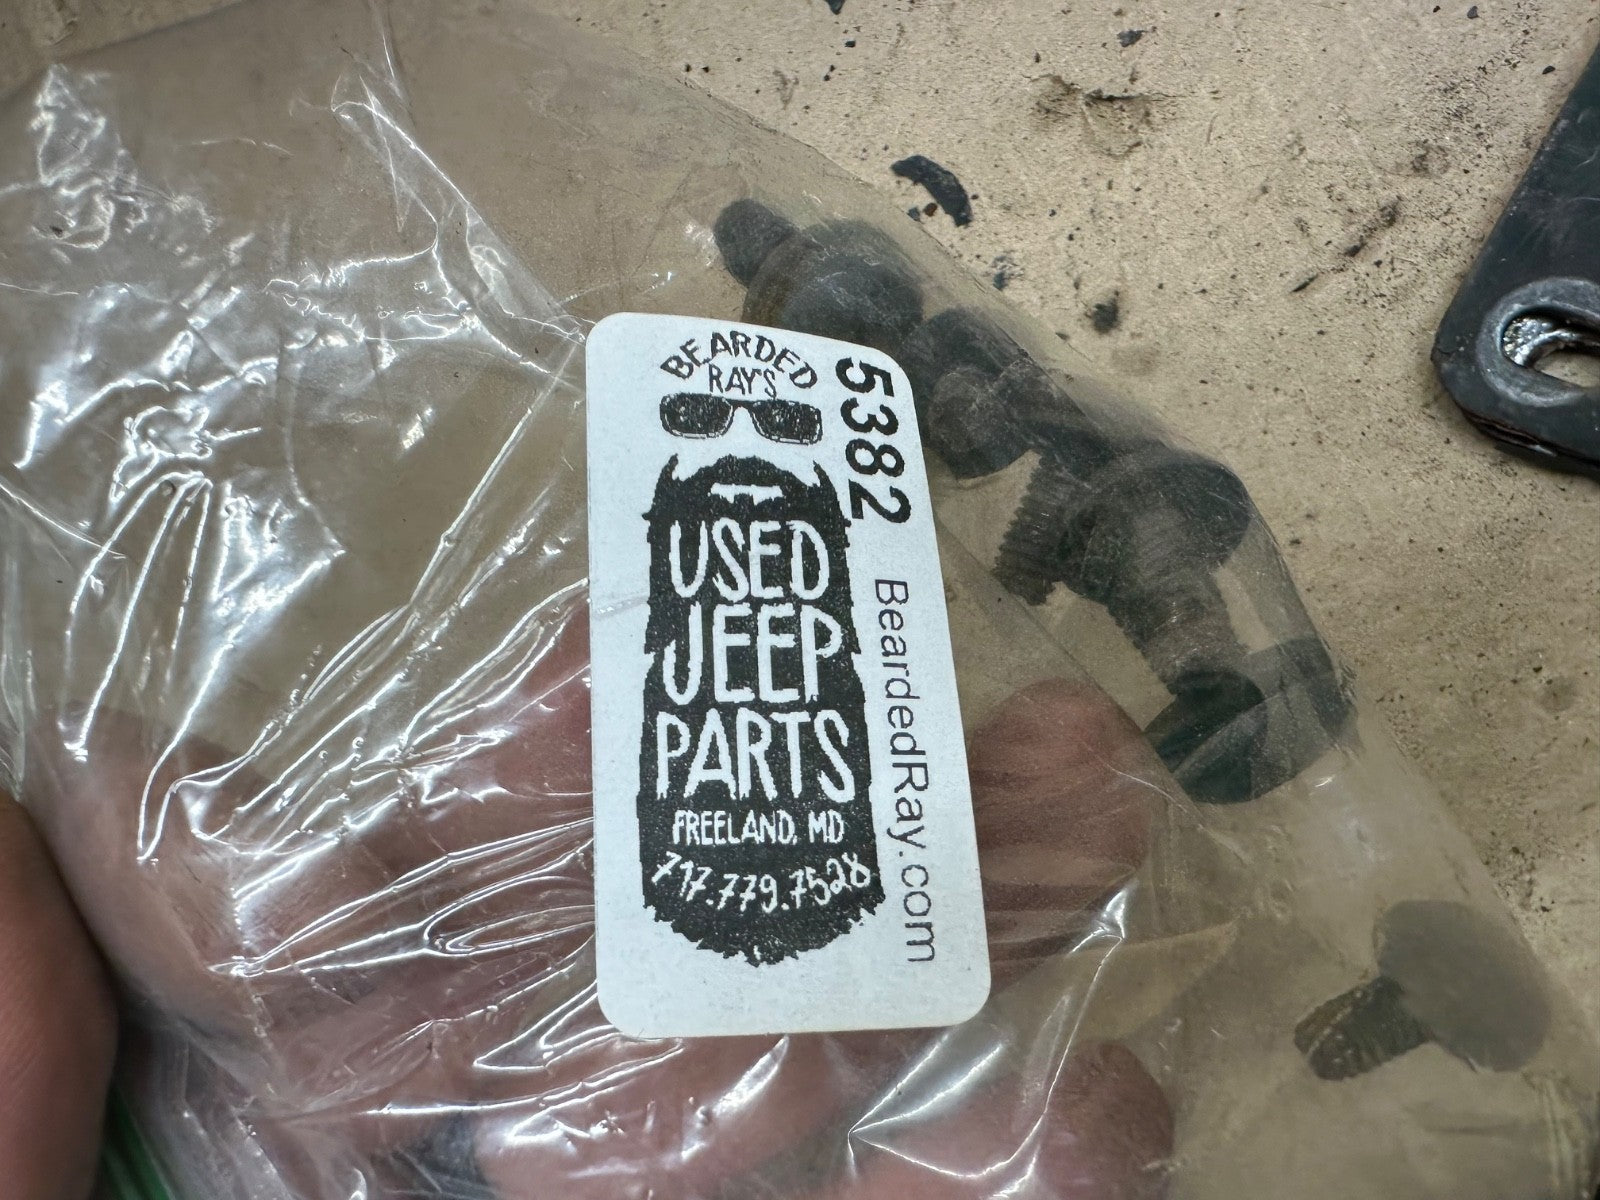 BEARDED
RAY'S
USED
JEEP
PARTS
FREELAND, MD
717.779.7528
5382
BeardedRay.com